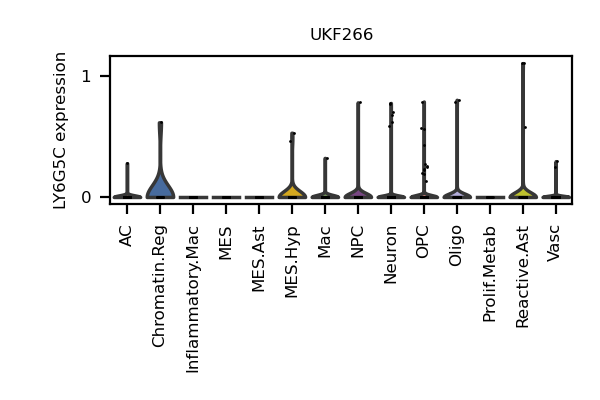 UKF266
LY6G5C expression
1
0
AC
Chromatin.Reg
Inflammatory.Mac
MES
MES.Ast
MES.Hyp
Mac
NPC
Neuron
OPC
Oligo
Prolif.Metab
Reactive.Ast
Vasc